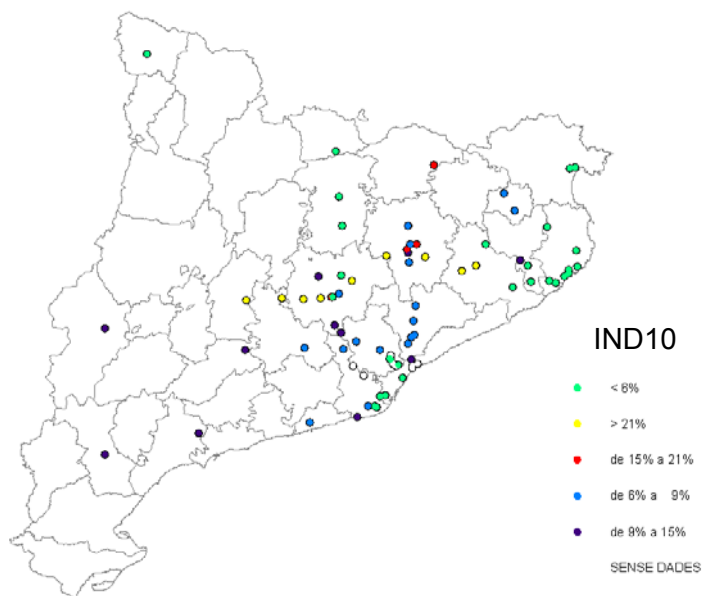 IND10
< 6%
> 21%
de 15% a 21%
de 6% a 9%
de 9% a 15%
SENSE DADES